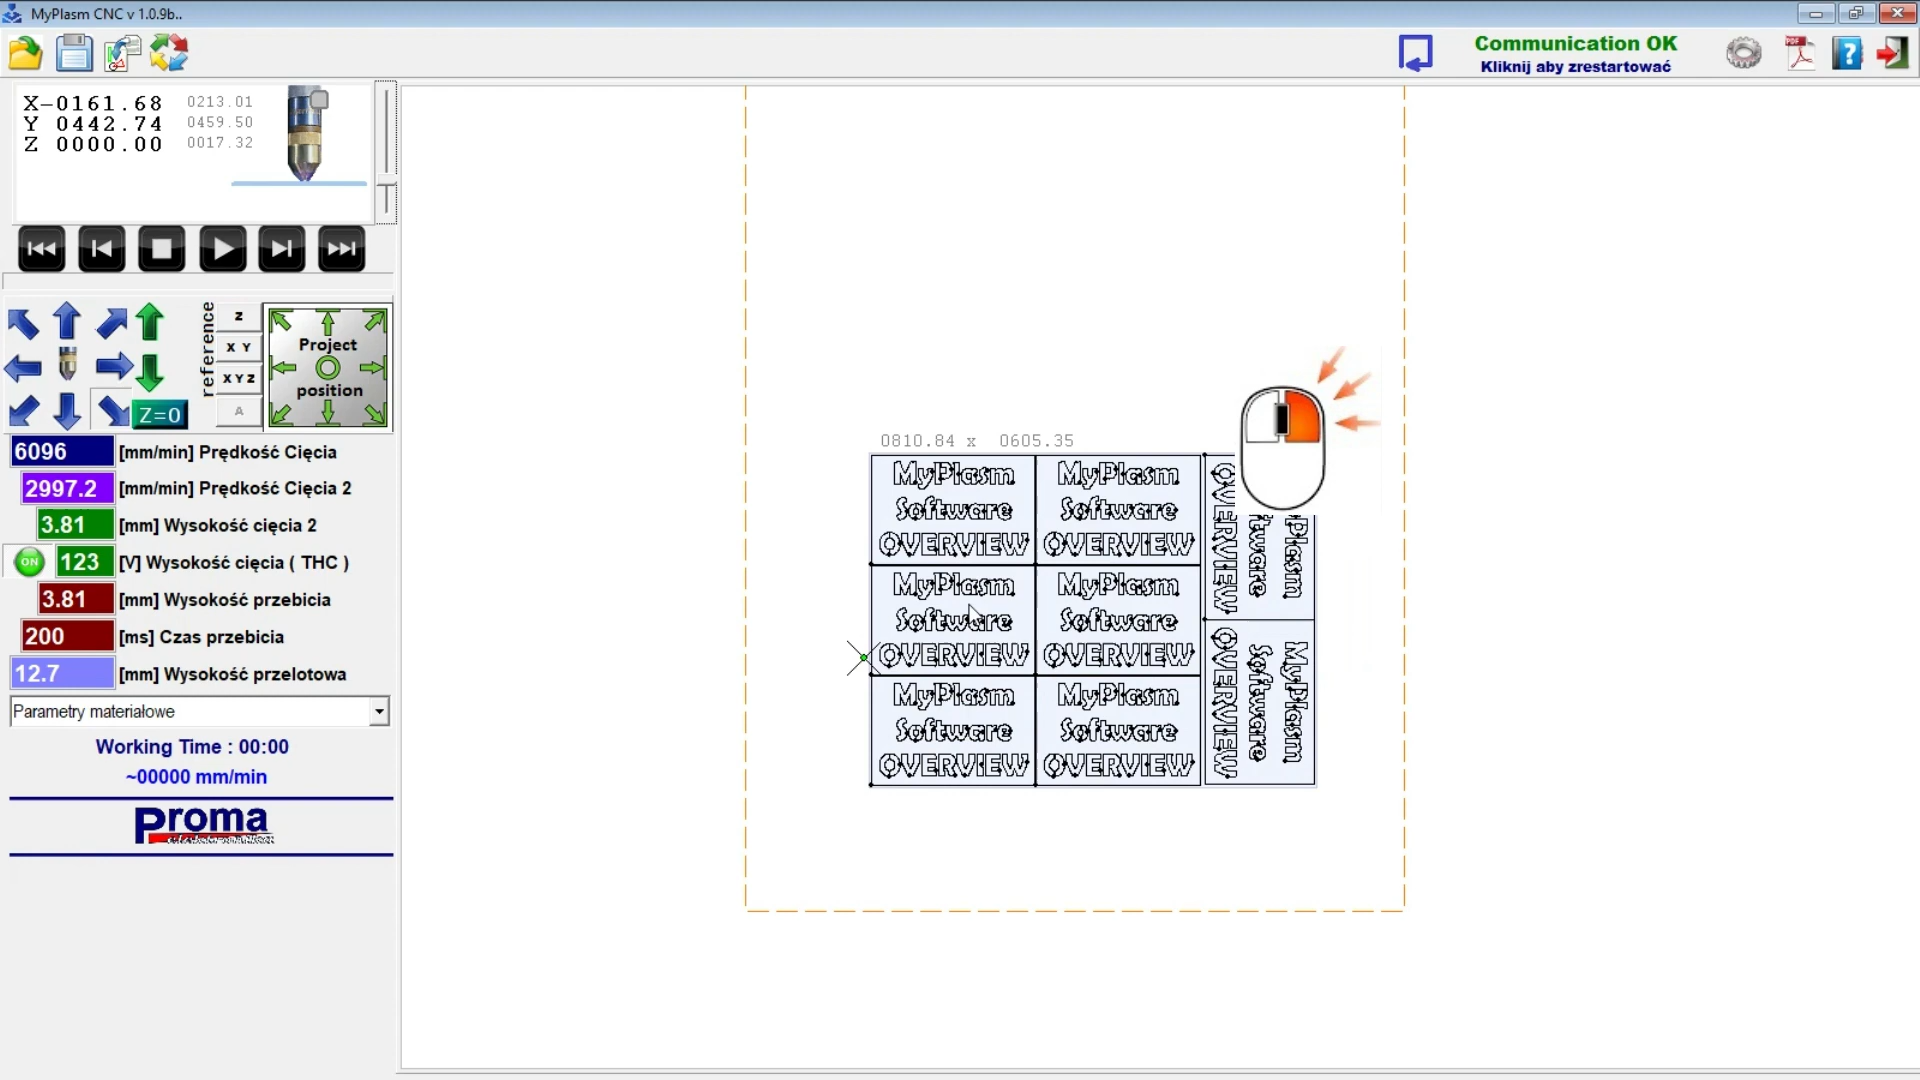 MyPlasm CNC v 1.0.9b..
Communication OK
Kliknij aby zrestartować
X-0161.68 0213.01
Y 0442.74 0459.50
Z 0000.00 0017.32
reference
Z
X Y
X Y Z
A
Project
position
Z=0
6096 [mm/min] Prędkość Cięcia
2997.2 [mm/min] Prędkość Cięcia 2
3.81 [mm] Wysokość cięcia 2
ON 123 [V] Wysokość cięcia ( THC )
3.81 [mm] Wysokość przebicia
200 [ms] Czas przebicia
12.7 [mm] Wysokość przelotowa
Parametry materiałowe
Working Time : 00:00
~00000 mm/min
Proma
0810.84 x 0605.35
MyPlasm
Software
OVERVIEW
MyPlasm
Software
OVERVIEW
MyPlasm
Software
OVERVIEW
MyPlasm
Software
OVERVIEW
MyPlasm
Software
OVERVIEW
MyPlasm
Software
OVERVIEW
Plasm
tware
OVERVIEW
MyPlasm
Software
OVERVIEW
PDF
?